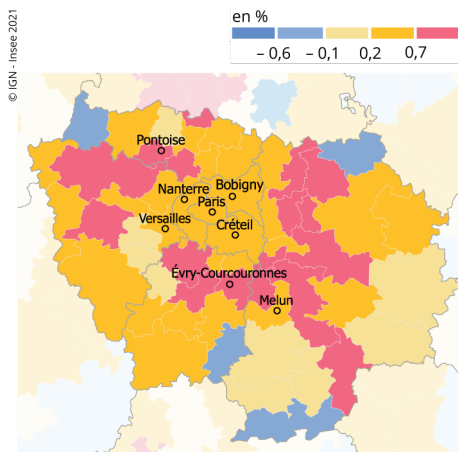 © IGN - Insee 2021
en %
– 0,6 – 0,1 0,2 0,7
Pontoise
Nanterre Bobigny
Paris
Versailles
Créteil
Évry-Courcouronnes
Melun